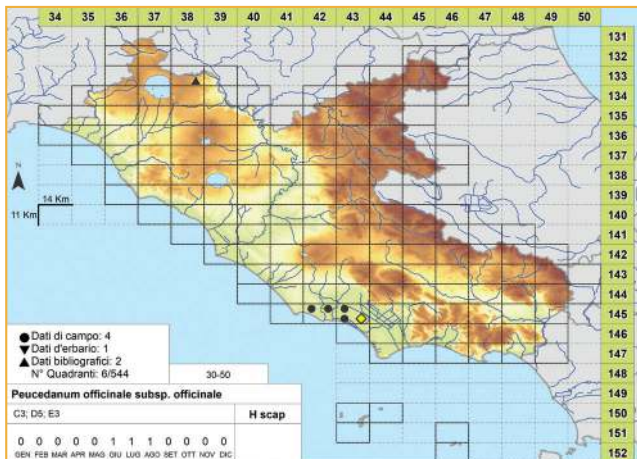 34 35 36 37 38 39 40 41 42 43 44 45 46 47 48 49 50
131
132
133
134
135
136
137
138
N
139
14 Km
140
11 Km
141
142
143
144
145
146
147
148
149
150
151
152
Dati di campo: 4
Dati d'erbario: 1
Dati bibliografici: 2
N° Quadranti: 6/544
30-50
Peucedanum officinale subsp. officinale
C3; D5; E3
H scap
0 0 0 0 0 1 1 1 0 0 0 0
GEN FEB MAR APR MAG GIU LUG AGO SET OTT NOV DIC